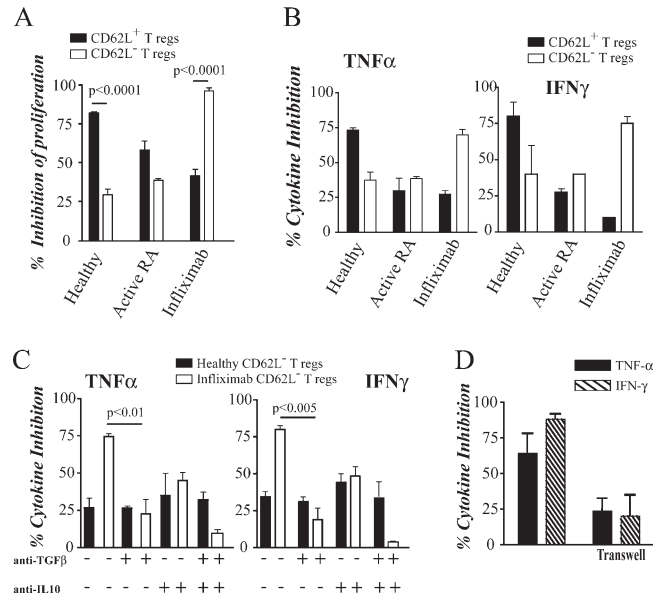 A
CD62L+ T regs
CD62L- T regs
% Inhibition of proliferation
p<0.0001
p<0.0001
100
75
50
25
0
Healthy
Active RA
Infliximab
B
CD62L+ T regs
CD62L- T regs
TNFα
IFNγ
% Cytokine Inhibition
100
75
50
25
0
100
75
50
25
0
Healthy
Active RA
Infliximab
Healthy
Active RA
Infliximab
C
Healthy CD62L- T regs
Infliximab CD62L- T regs
TNFα
IFNγ
% Cytokine Inhibiton
100
75
50
25
0
p<0.01
100
75
50
25
0
p<0.005
anti-TGFβ - - + + - - + + - - + + - - + +
anti-IL10 - - - - + + + + - - - - + + + +
D
TNF-α
IFN-γ
% Cytokine Inhibition
100
75
50
25
0
Transwell